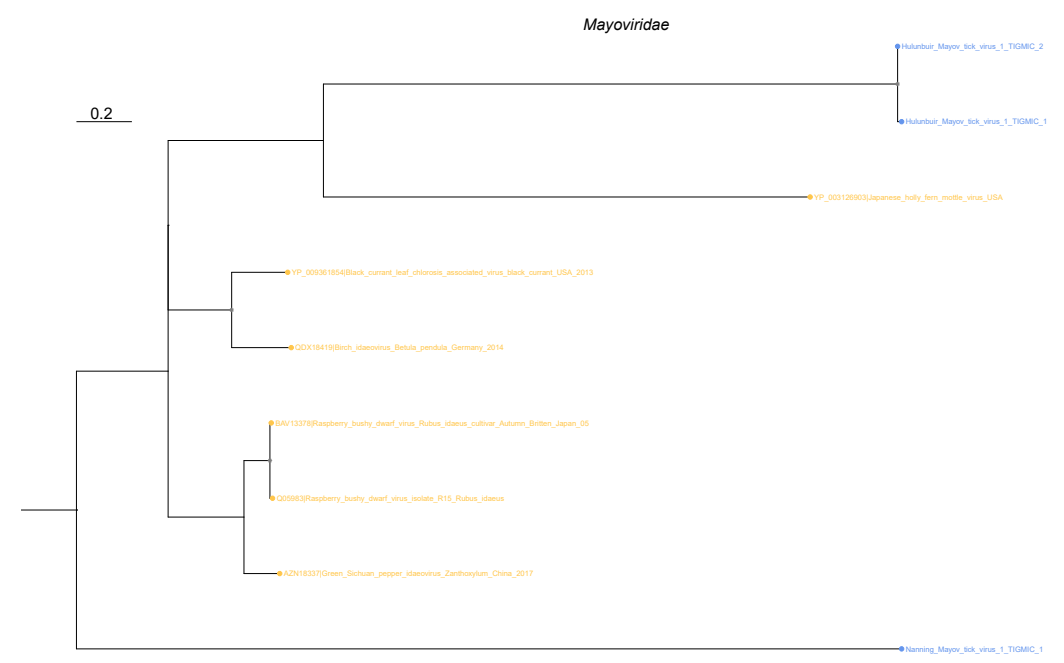 Mayoviridae
Hulunbuir_Mayov_tick_virus_1_TIGMIC_2
0.2
Hulunbuir_Mayov_tick_virus_1_TIGMIC_1
YP_003126903|Japanese_holly_fern_mottle_virus_USA
YP_009361854|Black_currant_leaf_chlorosis_associated_virus_black_currant_USA_2013
QDX18419|Birch_idaeovirus_Betula_pendula_Germany_2014
BAV13378|Raspberry_bushy_dwarf_virus_Rubus_idaeus_cultivar_Autumn_Britten_Japan_05
Q05983|Raspberry_bushy_dwarf_virus_isolate_R15_Rubus_idaeus
AZN18337|Green_Sichuan_pepper_idaeovirus_Zanthoxylum_China_2017
Nanning_Mayov_tick_virus_1_TIGMIC_1